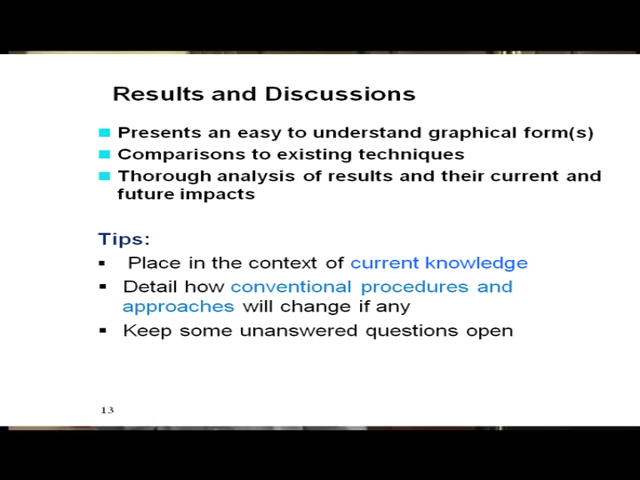 Results and Discussions
Presents an easy to understand graphical form(s)
Comparisons to existing techniques
Thorough analysis of results and their current and
future impacts
Tips:
Place in the context of current knowledge
Detail how conventional procedures and
approaches will change if any
Keep some unanswered questions open
13